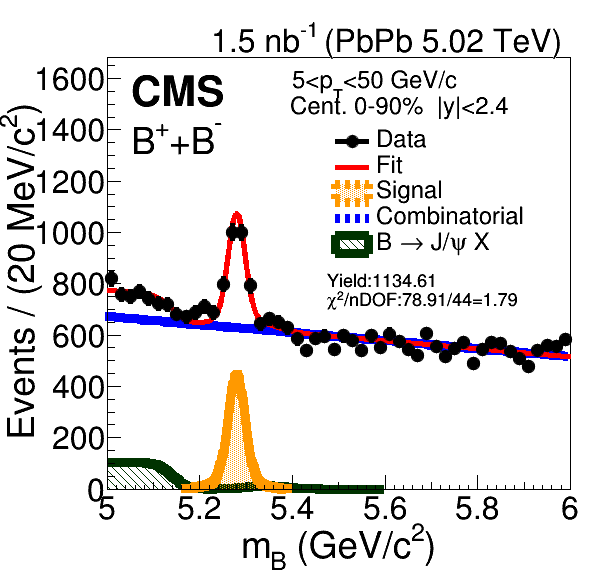 1.5 nb⁻¹ (PbPb 5.02 TeV)
CMS
B⁺+B⁻
5<p_T<50 GeV/c
Cent. 0-90% |y|<2.4
Data
Fit
Signal
Combinatorial
B → J/ψ X
Yield:1134.61
χ²/nDOF:78.91/44=1.79
Events / (20 MeV/c²)
1600
1400
1200
1000
800
600
400
200
0
5 5.2 5.4 5.6 5.8 6
m_B (GeV/c²)